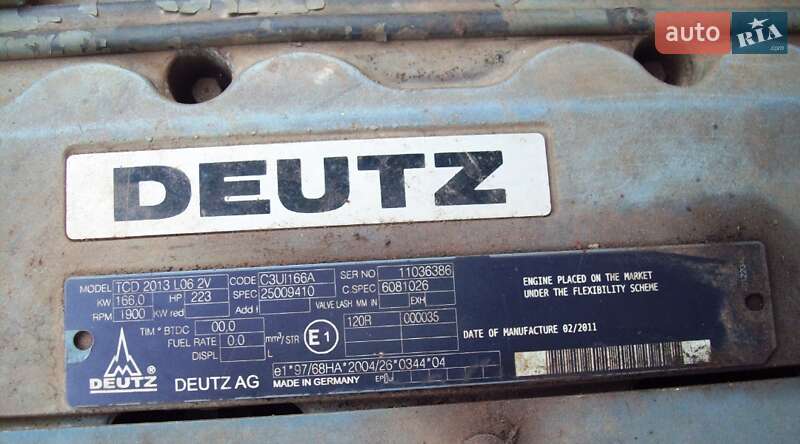 auto RIA .com
DEUTZ
MODEL TCD 2013 L06 2V CODE C3UI166A SER NO 11036386
KW 166,0 HP 223 SPEC 25009410 C.SPEC 6081026
RPM 1900 KW red Add f VALVE LASH MM IN EXH
TIM ° BTDC 00.0 120R 000035
FUEL RATE 0.0 mm³/STR E1
DISPL L
e1*97/68HA*2004/26*0344*04
DEUTZ ® DEUTZ AG MADE IN GERMANY
ENGINE PLACED ON THE MARKET
UNDER THE FLEXIBILITY SCHEME
DATE OF MANUFACTURE 02/2011